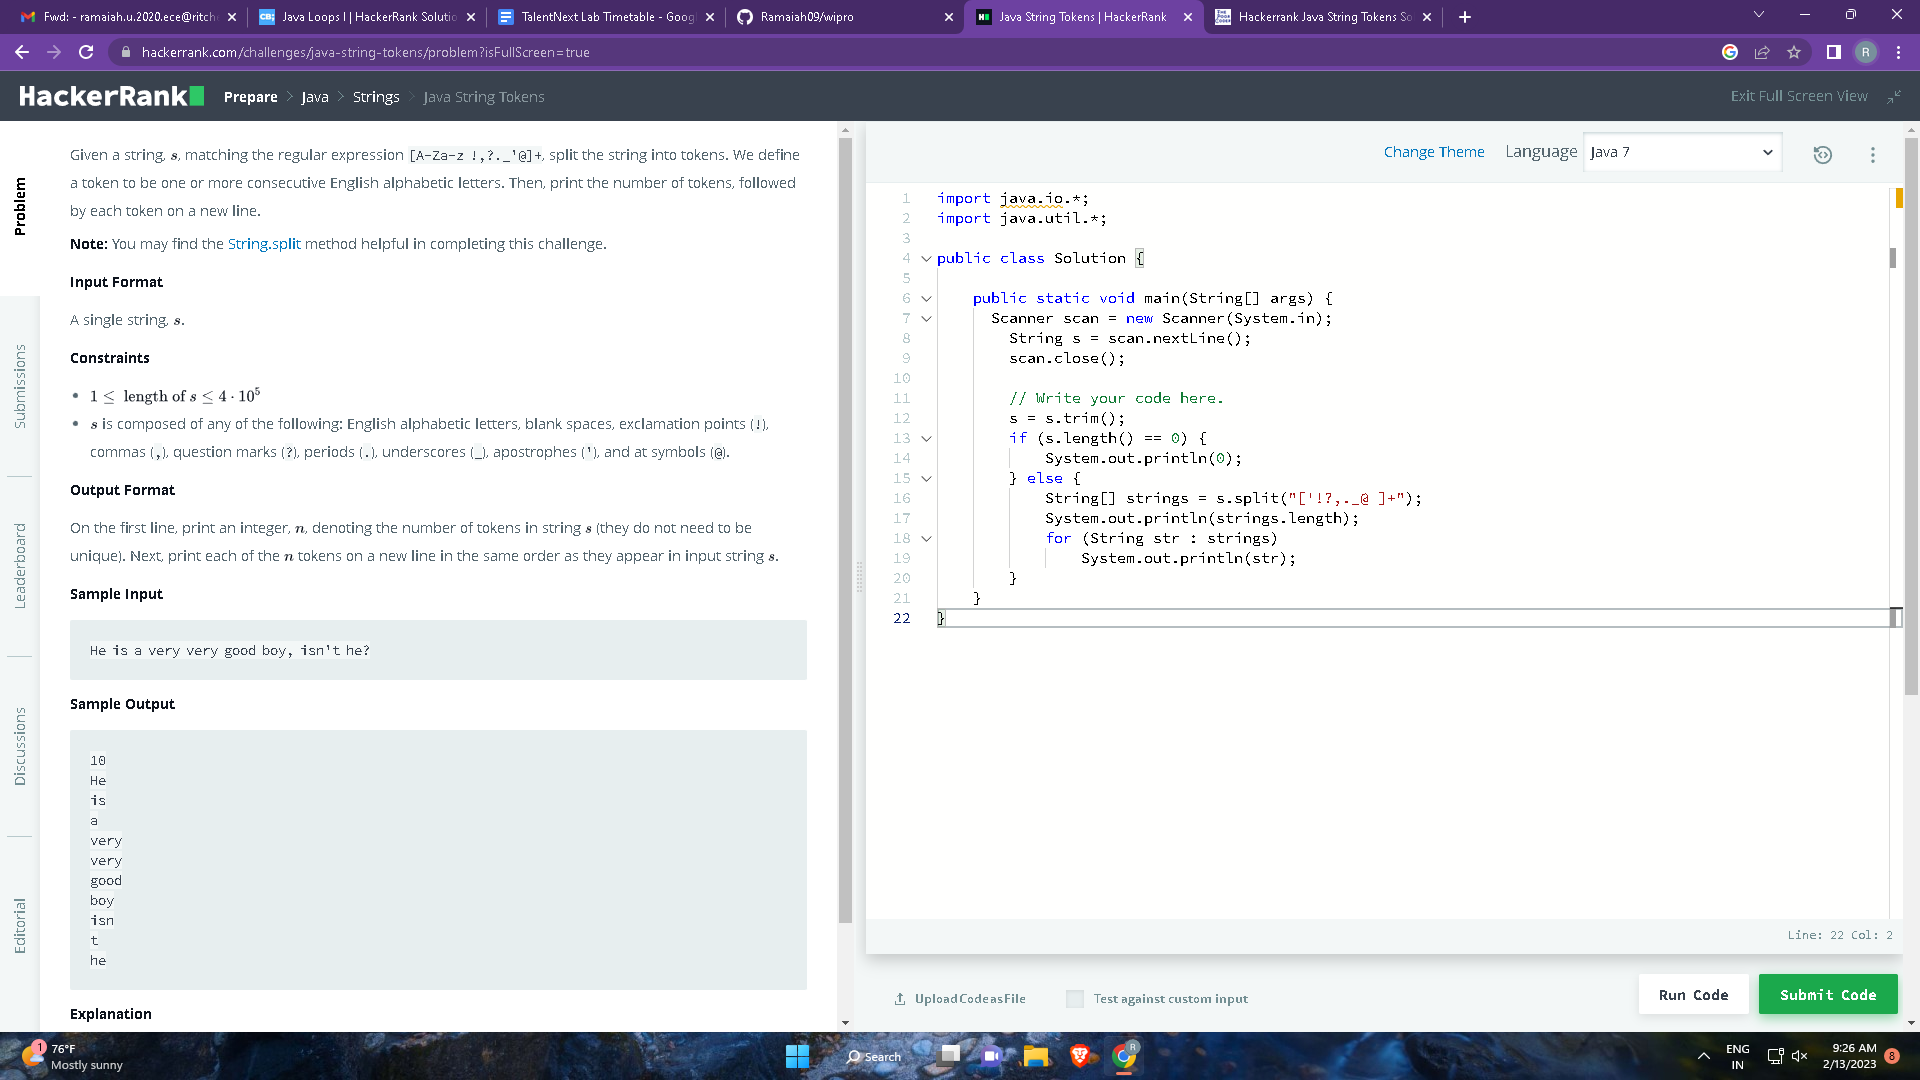 Fwd: - ramaiah.u.2020.ece@ritch
Java Loops I | HackerRank Solutio
TalentNext Lab Timetable - Goog
Ramaiah09/wipro
Java String Tokens | HackerRank
Hackerrank Java String Tokens So
hackerrank.com/challenges/java-string-tokens/problem?isFullScreen=true
R
HackerRank
Prepare > Java > Strings > Java String Tokens
Exit Full Screen View
Problem
Submissions
Leaderboard
Discussions
Editorial
Given a string, s, matching the regular expression [A-Za-z !,?._'@]+, split the string into tokens. We define
a token to be one or more consecutive English alphabetic letters. Then, print the number of tokens, followed
by each token on a new line.
Note: You may find the String.split method helpful in completing this challenge.
Input Format
A single string, s.
Constraints
• 1 ≤ length of s ≤ 4 · 10⁵
• s is composed of any of the following: English alphabetic letters, blank spaces, exclamation points (!),
commas (,), question marks (?), periods (.), underscores (_), apostrophes ('), and at symbols (@).
Output Format
On the first line, print an integer, n, denoting the number of tokens in string s (they do not need to be
unique). Next, print each of the n tokens on a new line in the same order as they appear in input string s.
Sample Input
He is a very very good boy, isn't he?
Sample Output
10
He
is
a
very
very
good
boy
isn
t
he
Explanation
Change Theme
Language
Java 7
1 import java.io.*;
2 import java.util.*;
3
4 public class Solution {
5
6 public static void main(String[] args) {
7 Scanner scan = new Scanner(System.in);
8 String s = scan.nextLine();
9 scan.close();
10
11 // Write your code here.
12 s = s.trim();
13 if (s.length() == 0) {
14 System.out.println(0);
15 } else {
16 String[] strings = s.split("['!?,._@ ]+");
17 System.out.println(strings.length);
18 for (String str : strings)
19 System.out.println(str);
20 }
21 }
22 }
Line: 22 Col: 2
Upload Code as File
Test against custom input
Run Code
Submit Code
1
76°F
Mostly sunny
Search
R
ENG
IN
9:26 AM
2/13/2023
8